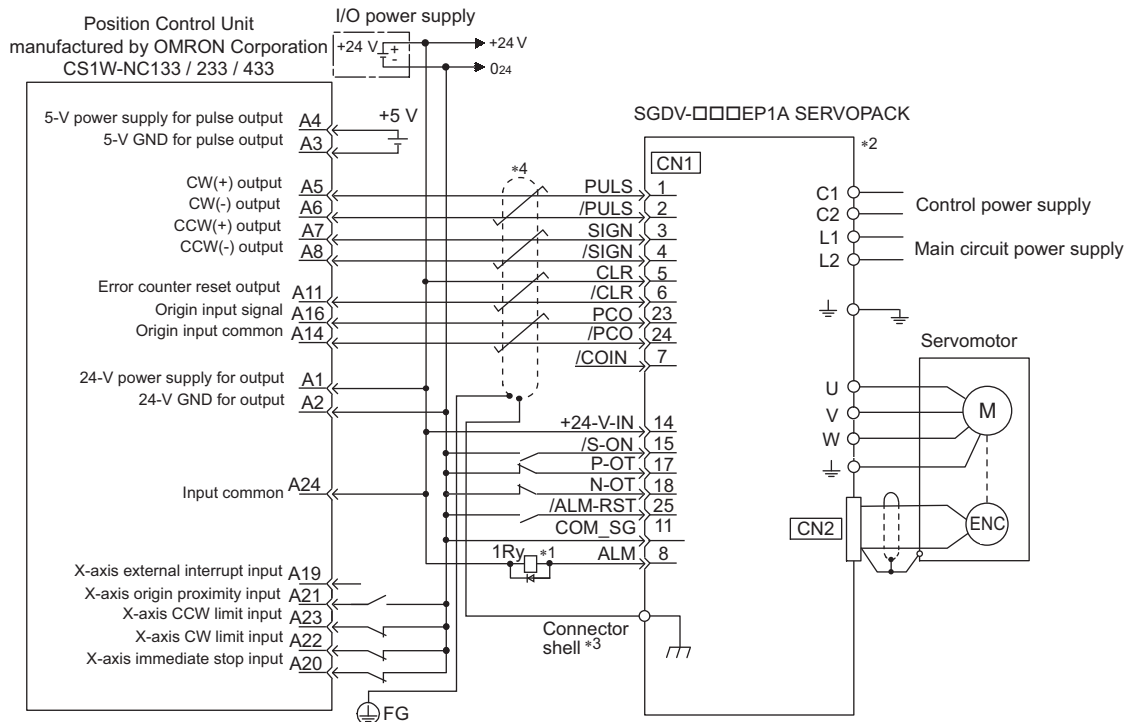 I/O power supply
Position Control Unit
manufactured by OMRON Corporation
CS1W-NC133 / 233 / 433
+24 V
+
-
+24 V
024
5-V power supply for pulse output A4
5-V GND for pulse output A3
+5 V
CW(+) output A5
CW(-) output A6
CCW(+) output A7
CCW(-) output A8
Error counter reset output A11
Origin input signal A16
Origin input common A14
24-V power supply for output A1
24-V GND for output A2
Input common A24
X-axis external interrupt input A19
X-axis origin proximity input A21
X-axis CCW limit input A23
X-axis CW limit input A22
X-axis immediate stop input A20
*4
SGDV-□□□EP1A SERVOPACK
*2
CN1
PULS 1
/PULS 2
SIGN 3
/SIGN 4
CLR 5
/CLR 6
PCO 23
/PCO 24
/COIN 7
+24-V-IN 14
/S-ON 15
P-OT 17
N-OT 18
/ALM-RST 25
COM_SG 11
1Ry *1 ALM 8
Connector
shell *3
FG
C1
C2
Control power supply
L1
L2
Main circuit power supply
Servomotor
U
V
W
M
CN2
ENC